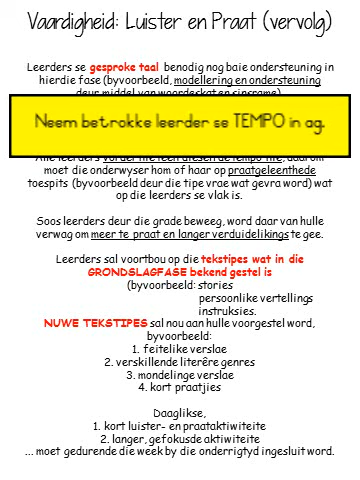 Vaardigheid: Luister en Praat (vervolg)
Leerders se gesproke taal benodig nog baie ondersteuning in
hierdie fase (byvoorbeeld, modellering en ondersteuning
deur middel van woordeskat en sinsrame).
Neem betrokke leerder se TEMPO in ag.
Alle leerders vorder nie teen dieselfde tempo nie, daarom
moet die onderwyser hom of haar op praatgeleenthede
toespits (byvoorbeeld deur die tipe vrae wat gevra word) wat
op die leerders se vlak is.
Soos leerders deur die grade beweeg, word daar van hulle
verwag om meer te praat en langer verduidelikings te gee.
Leerders sal voortbou op die tekstipes wat in die
GRONDSLAGFASE bekend gestel is
(byvoorbeeld: stories
persoonlike vertellings
instruksies.
NUWE TEKSTIPES sal nou aan hulle voorgestel word,
byvoorbeeld:
1. feitelike verslae
2. verskillende literêre genres
3. mondelinge verslae
4. kort praatjies
Daaglikse,
1. kort luister- en praataktiwiteite
2. langer, gefokusde aktiwiteite
... moet gedurende die week by die onderrigtyd ingesluit word.